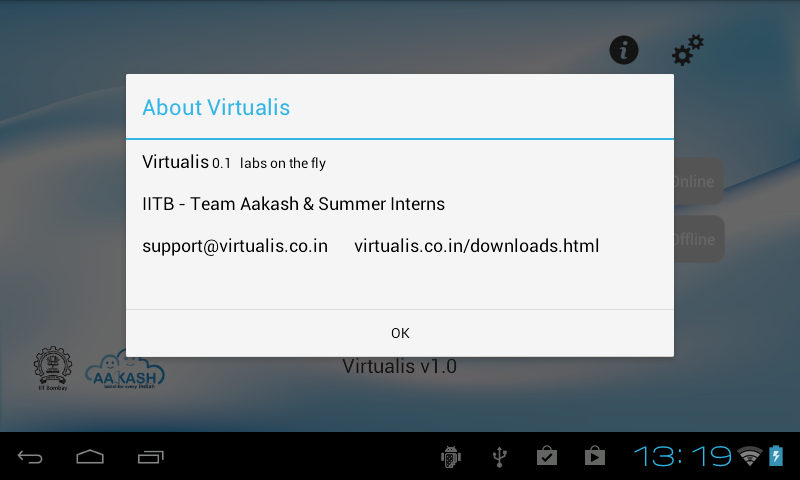 About Virtualis
Virtualis 0.1 labs on the fly
IITB - Team Aakash & Summer Interns
support@virtualis.co.in virtualis.co.in/downloads.html
OK
Online
Offline
IIT Bombay
AAKASH
Virtualis v1.0
13:19